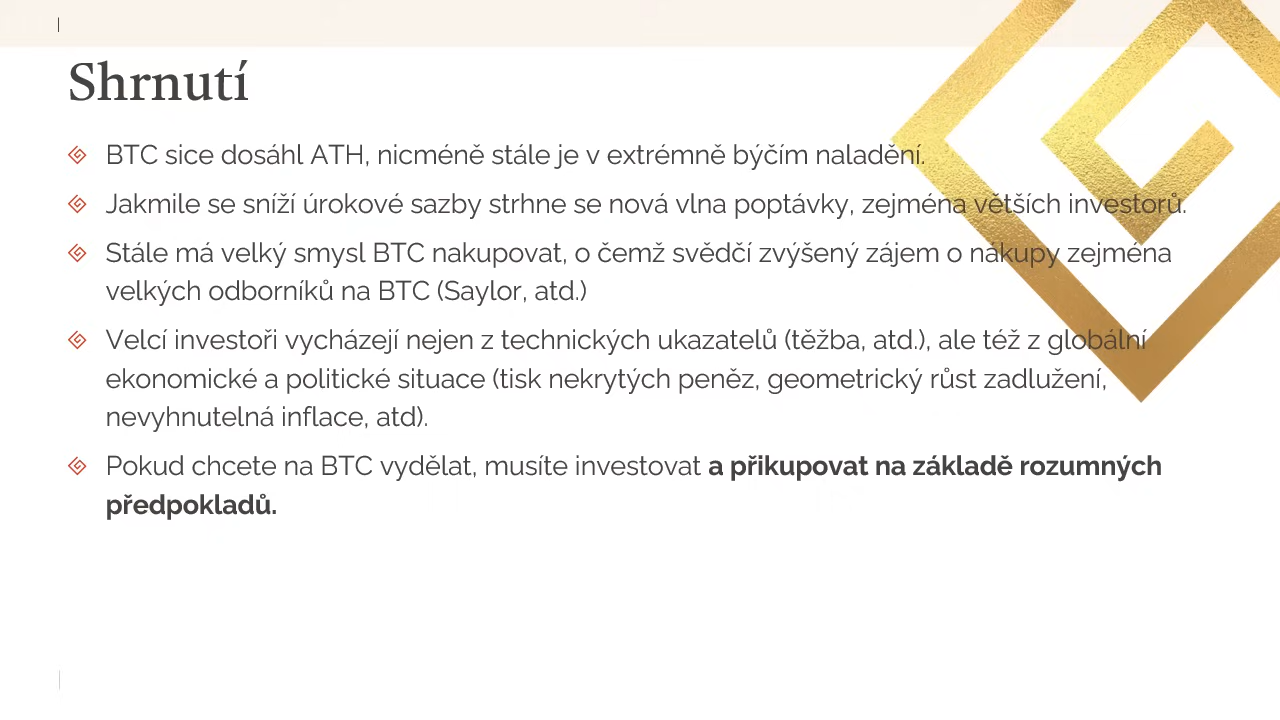 Shrnutí
BTC sice dosáhl ATH, nicméně stále je v extrémně býčím naladění.
Jakmile se sníží úrokové sazby strhne se nová vlna poptávky, zejména větších investorů.
Stále má velký smysl BTC nakupovat, o čemž svědčí zvýšený zájem o nákupy zejména
velkých odborníků na BTC (Saylor, atd.)
Velcí investoři vycházejí nejen z technických ukazatelů (těžba, atd.), ale též z globální
ekonomické a politické situace (tisk nekrytých peněz, geometrický růst zadlužení,
nevyhnutelná inflace, atd).
Pokud chcete na BTC vydělat, musíte investovat a přikupovat na základě rozumných
předpokladů.